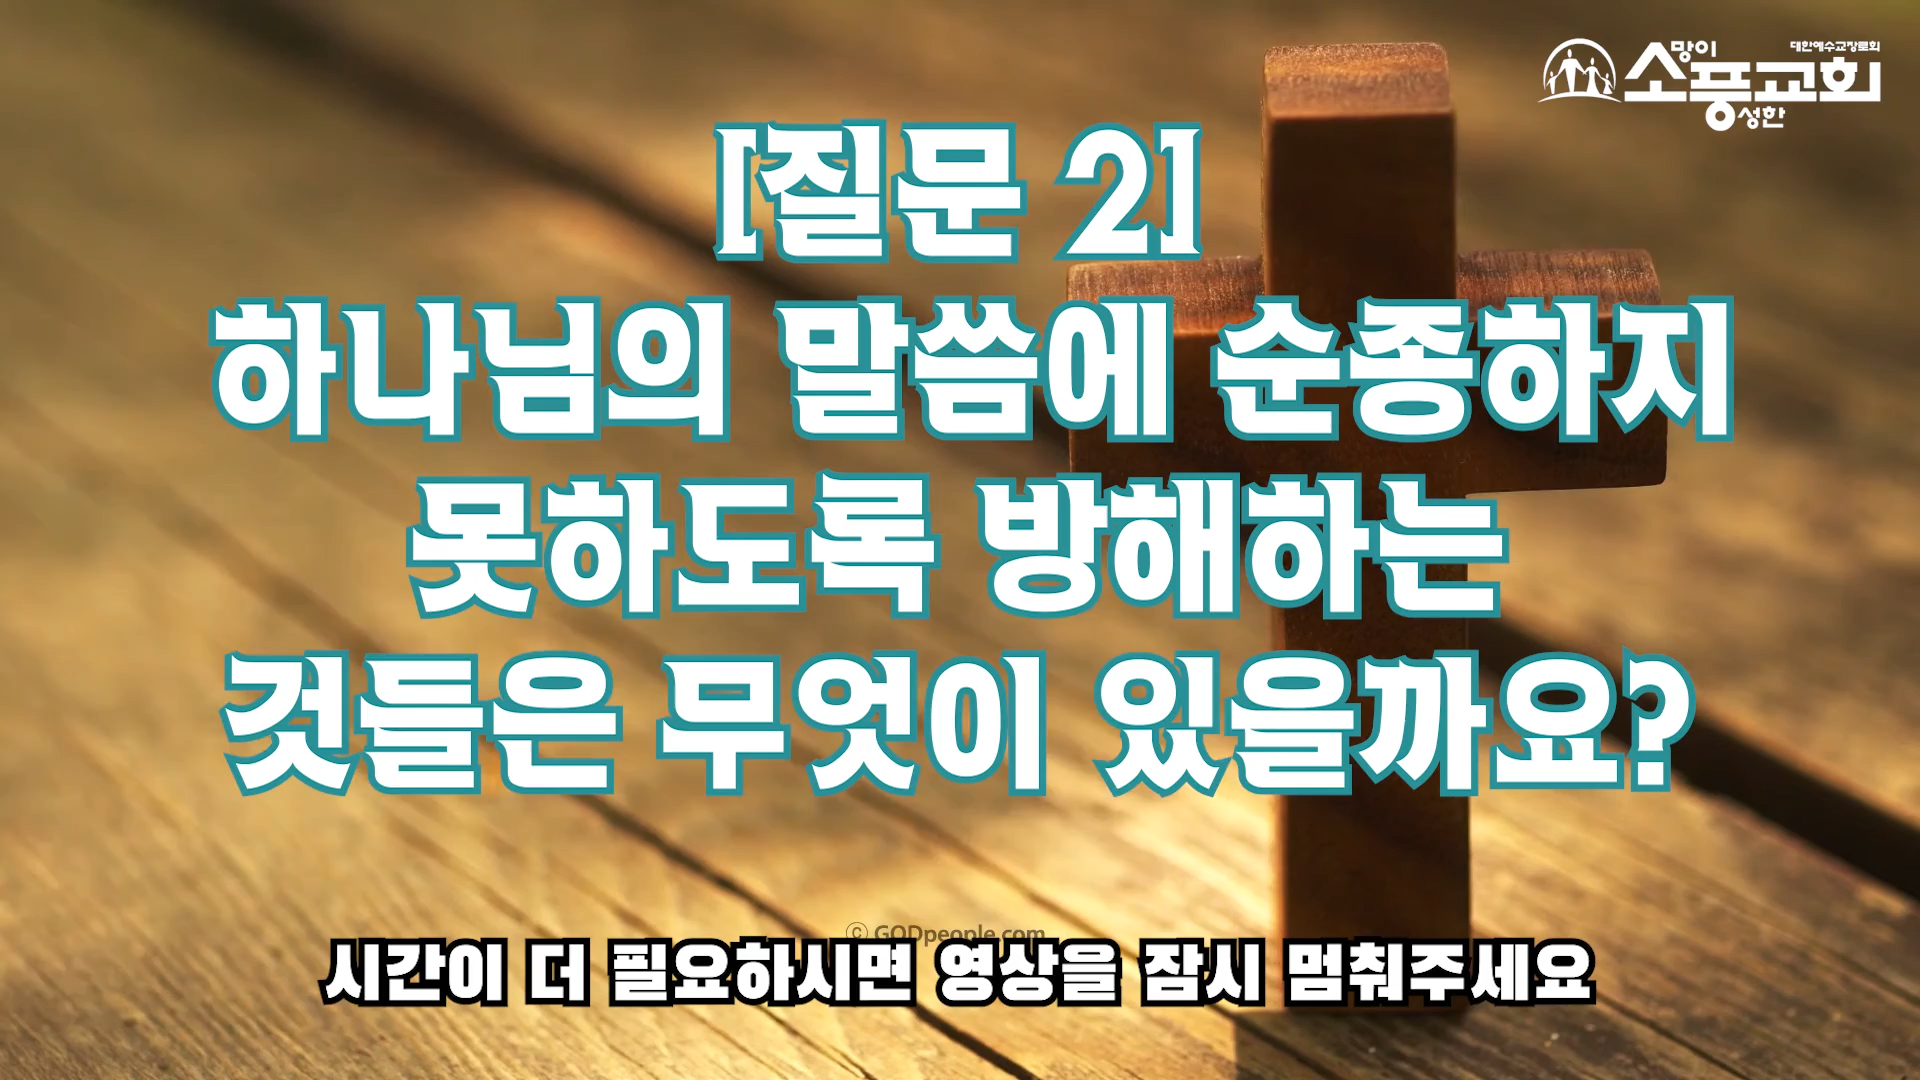 대한예수교장로회
소망이
풍성한교회
[질문 2]
하나님의 말씀에 순종하지
못하도록 방해하는
것들은 무엇이 있을까요?
ⓒ GODpeople.com
시간이 더 필요하시면 영상을 잠시 멈춰주세요